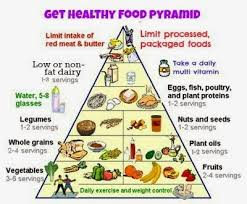 Get Healthy Food Pyramid
Limit intake of
red meat & butter
Limit processed,
packaged foods
Low or non-
fat dairy
1-3 servings
Take a daily
multi vitamin
Water, 5-8
glasses
Eggs, fish, poultry,
and plant proteins
1-2 servings
Legumes
1-2 servings
Nuts and seeds
1-2 servings
Whole grains
2-4 servings
Plant oils
1-2 servings
Vegetables
3-6 servings
Fruits
2-4 servings
Daily exercise and weight control